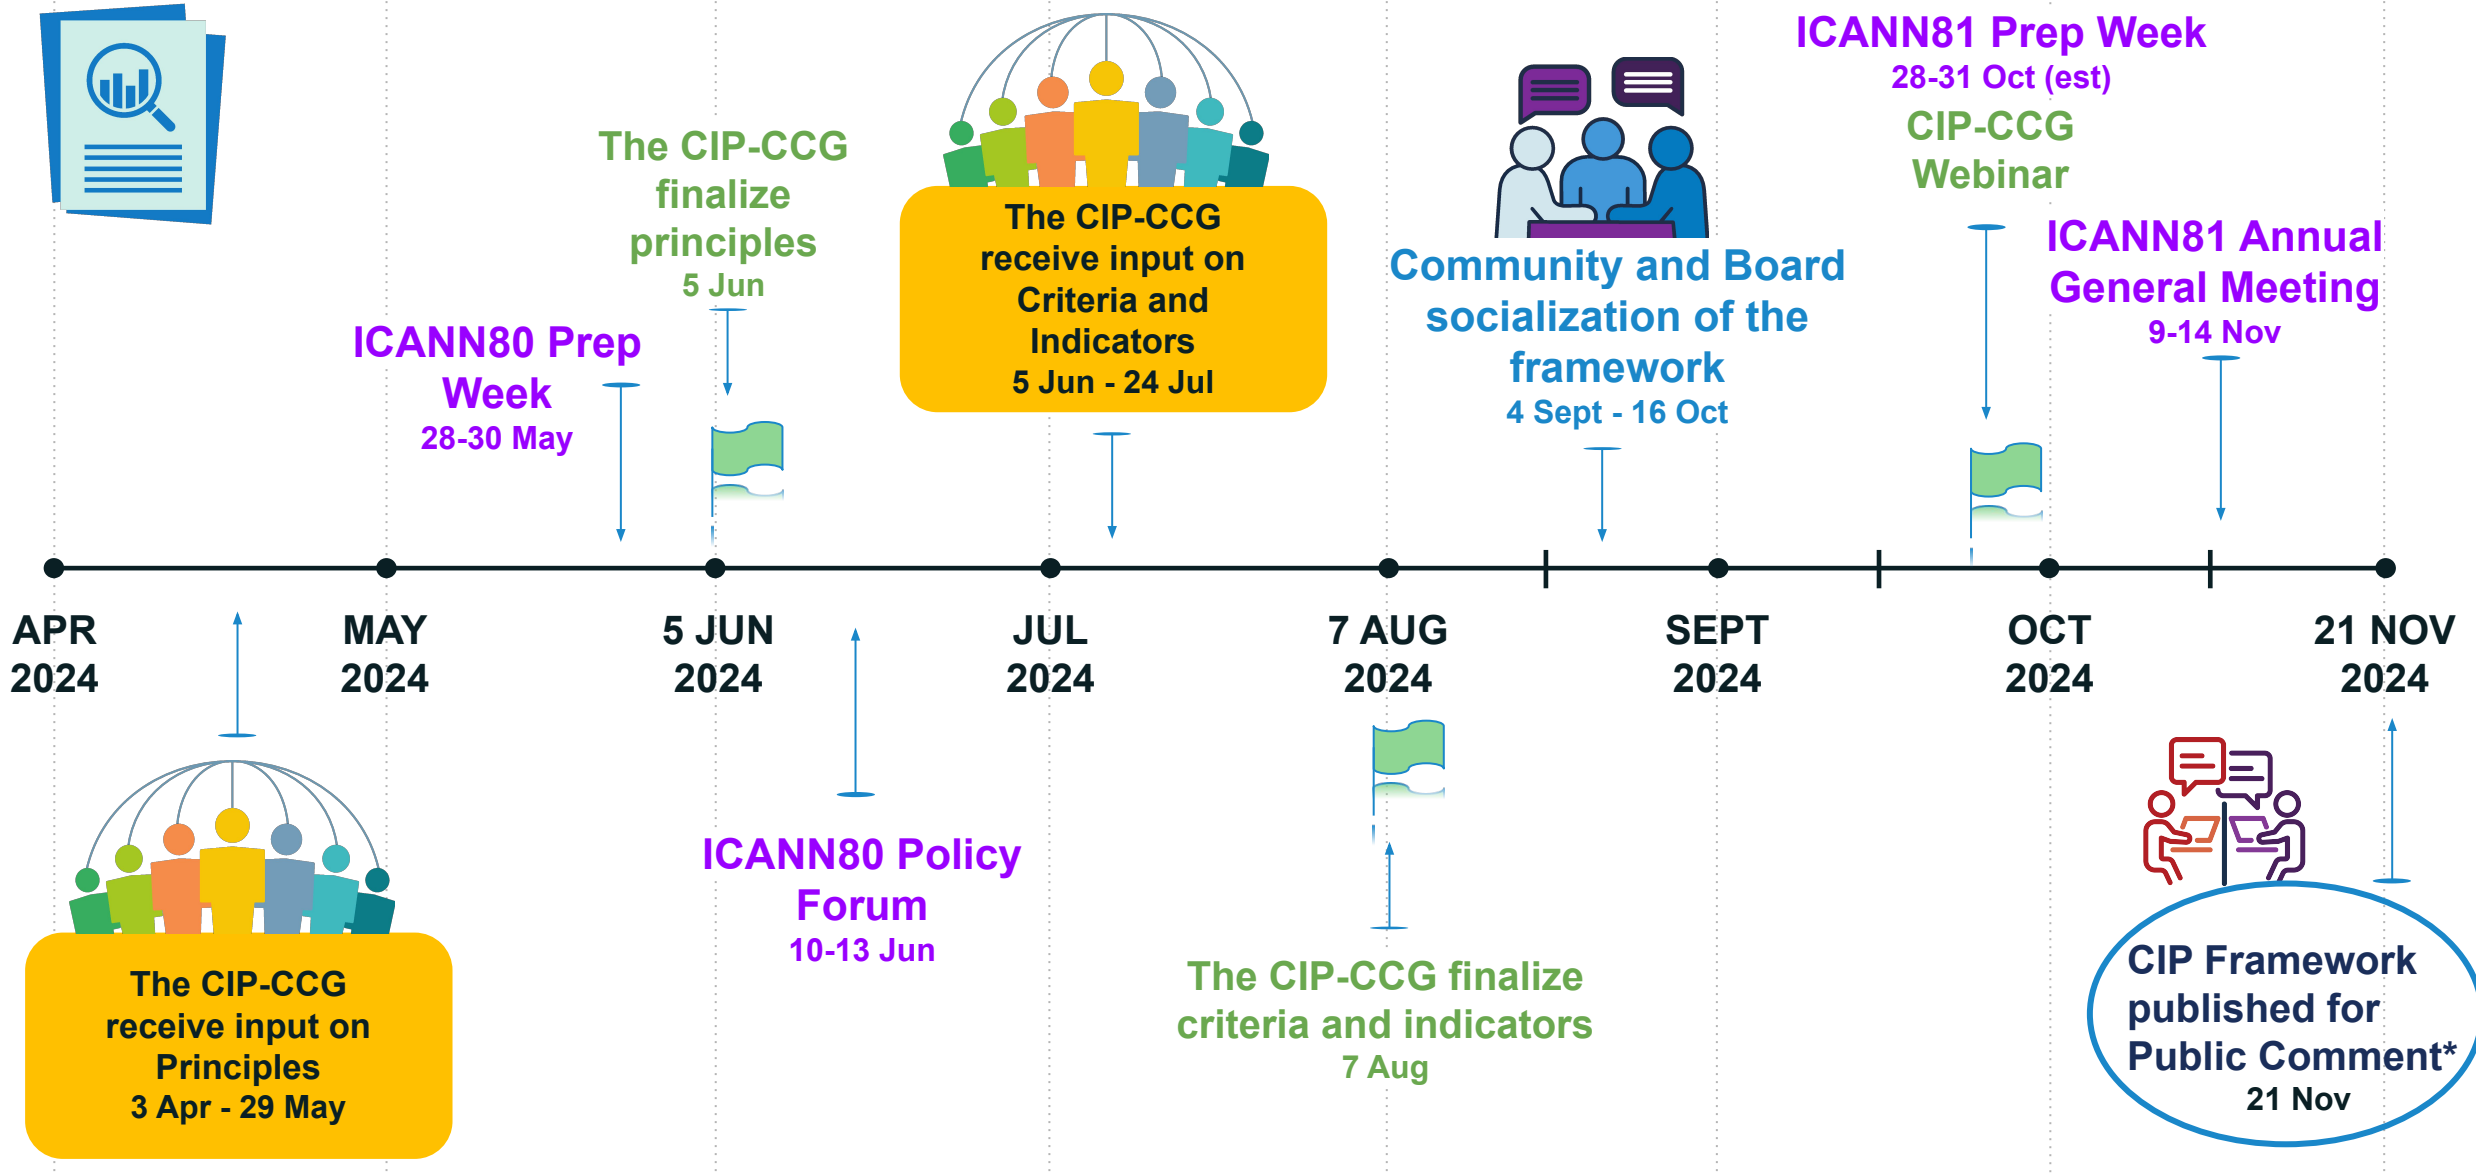 ICANN81 Prep Week
28-31 Oct (est)
CIP-CCG
Webinar
The CIP-CCG
finalize
principles
5 Jun
The CIP-CCG
receive input on
Criteria and
Indicators
5 Jun - 24 Jul
Community and Board
socialization of the
framework
4 Sept - 16 Oct
ICANN81 Annual
General Meeting
9-14 Nov
ICANN80 Prep
Week
28-30 May
APR
2024
MAY
2024
5 JUN
2024
JUL
2024
7 AUG
2024
SEPT
2024
OCT
2024
21 NOV
2024
The CIP-CCG
receive input on
Principles
3 Apr - 29 May
ICANN80 Policy
Forum
10-13 Jun
The CIP-CCG finalize
criteria and indicators
7 Aug
CIP Framework
published for
Public Comment*
21 Nov